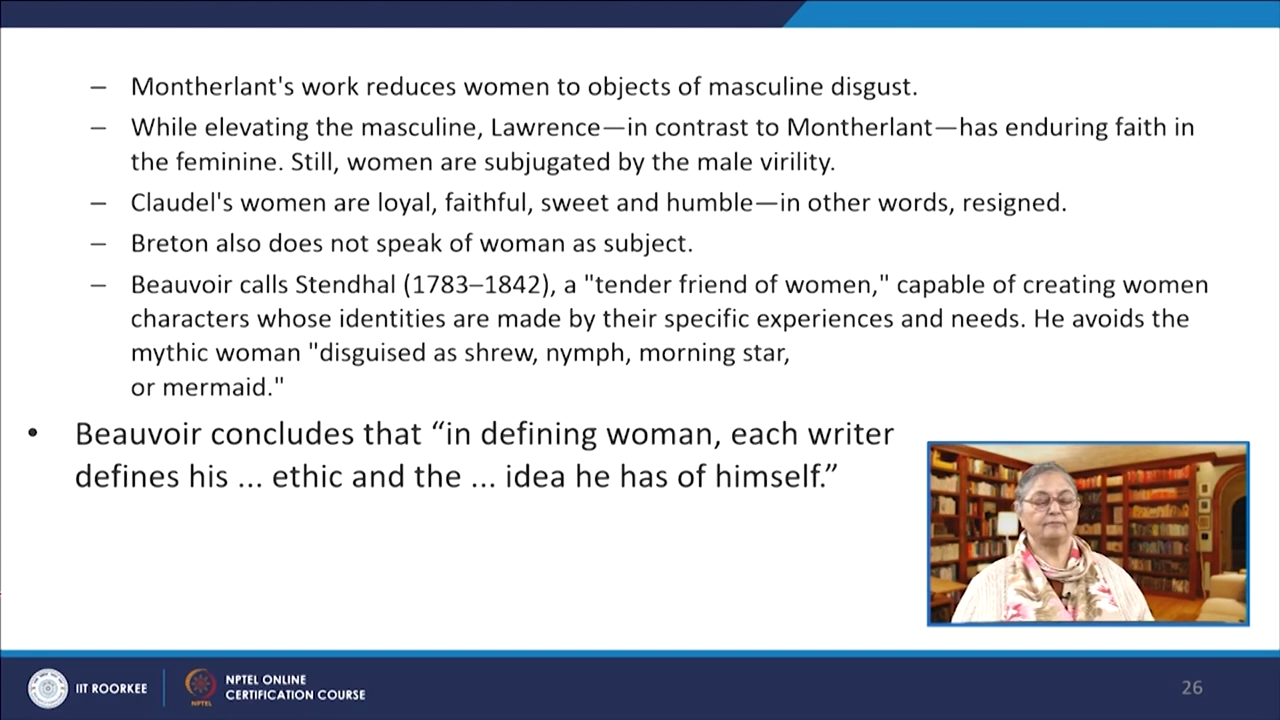 – Montherlant's work reduces women to objects of masculine disgust.
– While elevating the masculine, Lawrence—in contrast to Montherlant—has enduring faith in
the feminine. Still, women are subjugated by the male virility.
– Claudel's women are loyal, faithful, sweet and humble—in other words, resigned.
– Breton also does not speak of woman as subject.
– Beauvoir calls Stendhal (1783–1842), a "tender friend of women," capable of creating women
characters whose identities are made by their specific experiences and needs. He avoids the
mythic woman "disguised as shrew, nymph, morning star,
or mermaid."
• Beauvoir concludes that “in defining woman, each writer
defines his ... ethic and the ... idea he has of himself.”
IIT ROORKEE
NPTEL
NPTEL ONLINE
CERTIFICATION COURSE
26